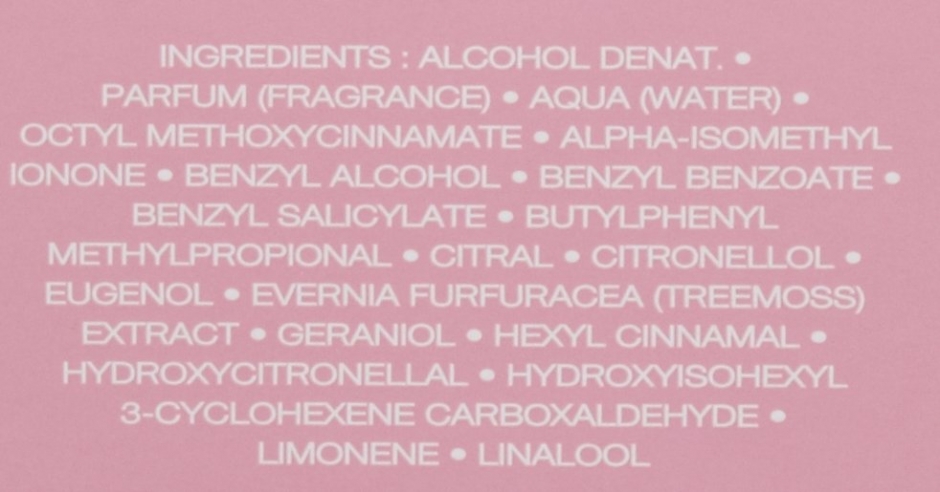 INGREDIENTS : ALCOHOL DENAT. •
PARFUM (FRAGRANCE) • AQUA (WATER) •
OCTYL METHOXYCINNAMATE • ALPHA-ISOMETHYL
IONONE • BENZYL ALCOHOL • BENZYL BENZOATE •
BENZYL SALICYLATE • BUTYLPHENYL
METHYLPROPIONAL • CITRAL • CITRONELLOL •
EUGENOL • EVERNIA FURFURACEA (TREEMOSS)
EXTRACT • GERANIOL • HEXYL CINNAMAL •
HYDROXYCITRONELLAL • HYDROXYISOHEXYL
3-CYCLOHEXENE CARBOXALDEHYDE •
LIMONENE • LINALOOL